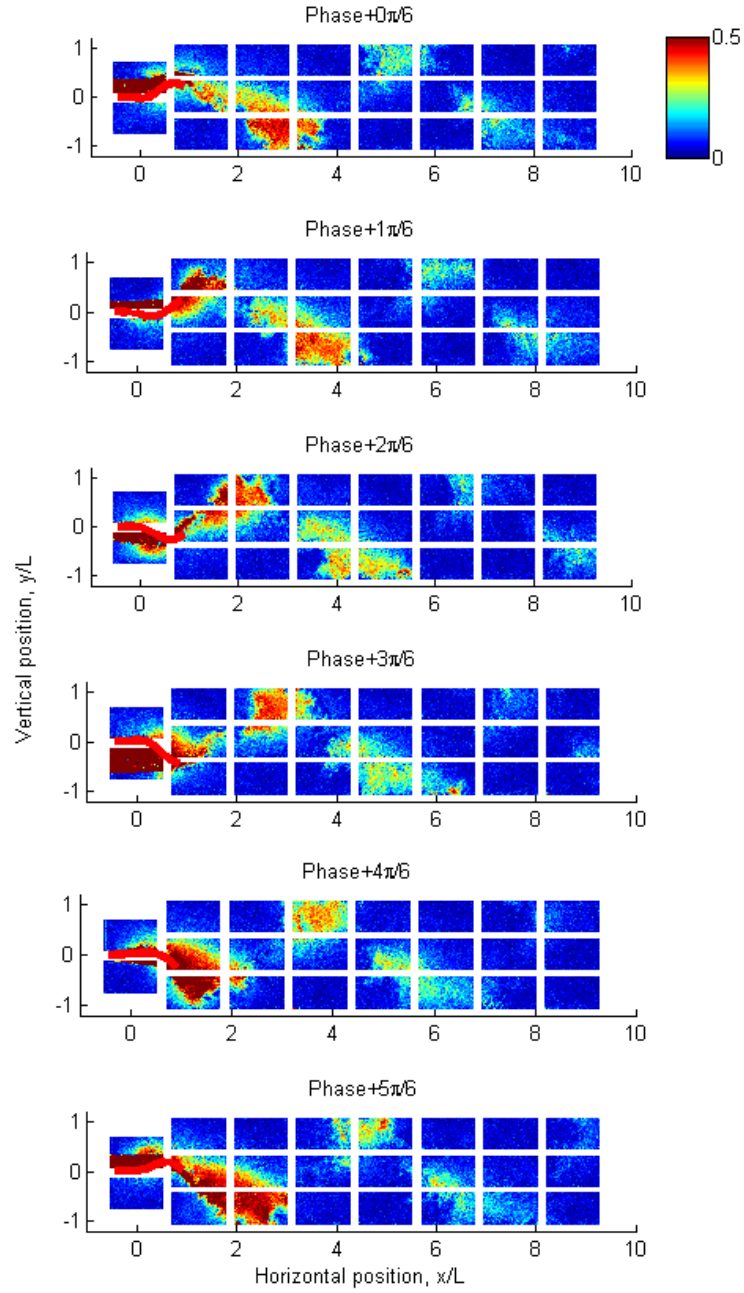 Phase+0π/6
1
0
-1
0 2 4 6 8 10
0.5
0
Phase+1π/6
1
0
-1
0 2 4 6 8 10
Phase+2π/6
1
0
-1
0 2 4 6 8 10
Vertical position, y/L
Phase+3π/6
1
0
-1
0 2 4 6 8 10
Phase+4π/6
1
0
-1
0 2 4 6 8 10
Phase+5π/6
1
0
-1
0 2 4 6 8 10
Horizontal position, x/L